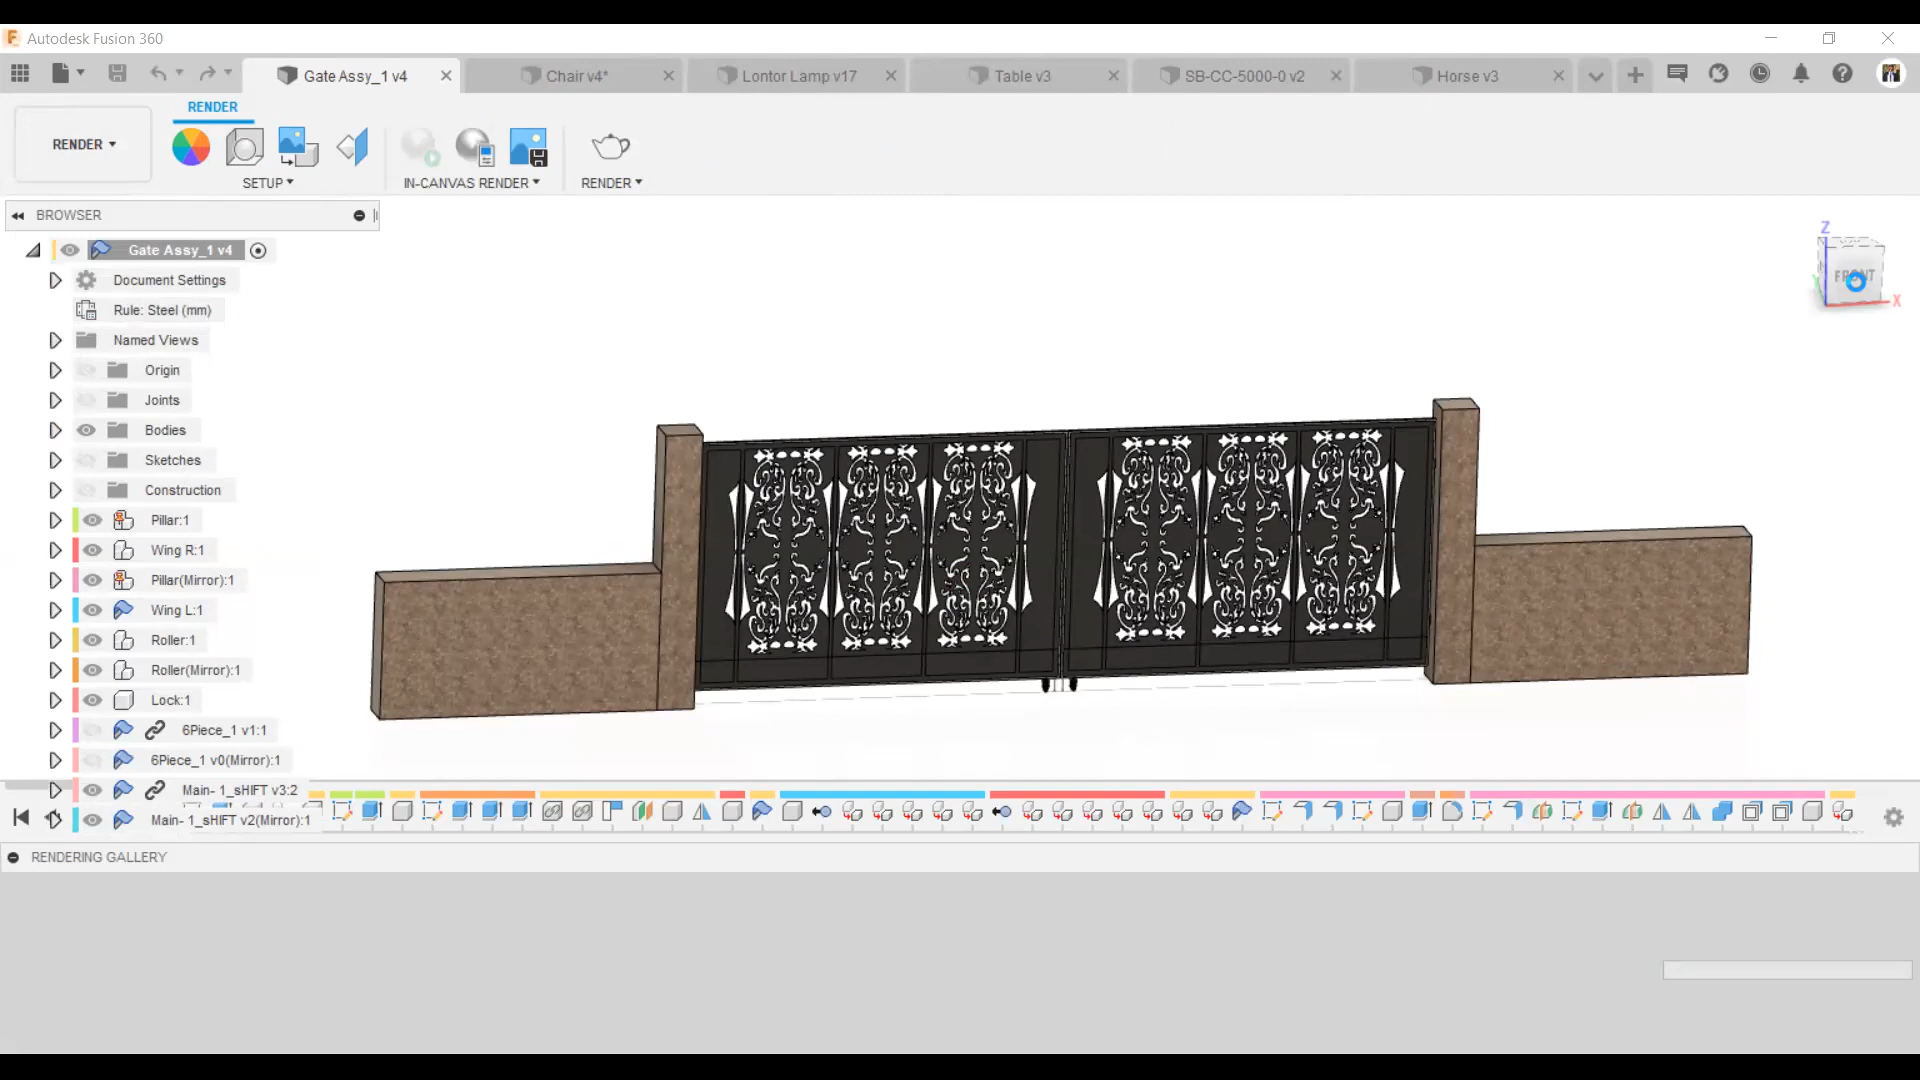 Autodesk Fusion 360
Gate Assy_1 v4
Chair v4*
Lontor Lamp v17
Table v3
SB-CC-5000-0 v2
Horse v3
RENDER
RENDER
SETUP
IN-CANVAS RENDER
RENDER
BROWSER
Gate Assy_1 v4
Document Settings
Rule: Steel (mm)
Named Views
Origin
Joints
Bodies
Sketches
Construction
Pillar:1
Wing R:1
Pillar(Mirror):1
Wing L:1
Roller:1
Roller(Mirror):1
Lock:1
6Piece_1 v1:1
6Piece_1 v0(Mirror):1
Main- 1_sHIFT v3:2
Main- 1_sHIFT v2(Mirror):1
Z
FRONT
X
RENDERING GALLERY